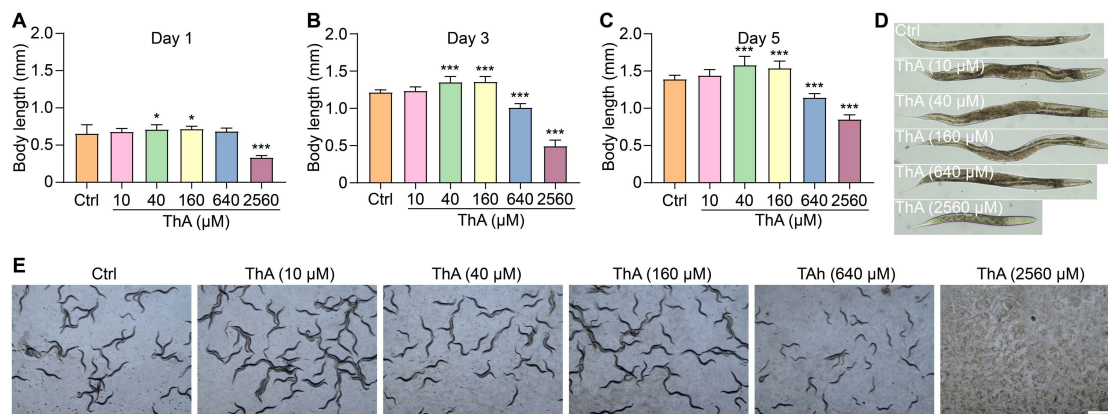 A
Day 1
Body length (mm)
2.0
1.5
1.0
0.5
0
*
*
***
Ctrl
10
40
160
640
2560
ThA (µM)
B
Day 3
Body length (mm)
2.0
1.5
1.0
0.5
0
***
***
***
***
Ctrl
10
40
160
640
2560
ThA (µM)
C
Day 5
Body length (mm)
2.0
1.5
1.0
0.5
0
***
***
***
***
Ctrl
10
40
160
640
2560
ThA (µM)
D
Ctrl
ThA (10 µM)
ThA (40 µM)
ThA (160 µM)
ThA (640 µM)
ThA (2560 µM)
E
Ctrl
ThA (10 µM)
ThA (40 µM)
ThA (160 µM)
TAh (640 µM)
ThA (2560 µM)